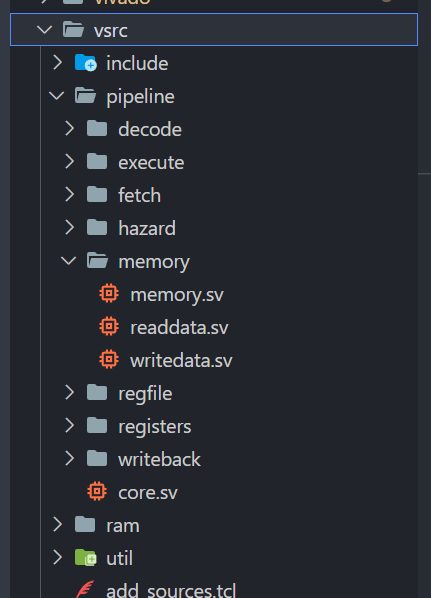 vivado
vsrc
include
pipeline
decode
execute
fetch
hazard
memory
memory.sv
readdata.sv
writedata.sv
regfile
registers
writeback
core.sv
ram
util
add_sources.tcl